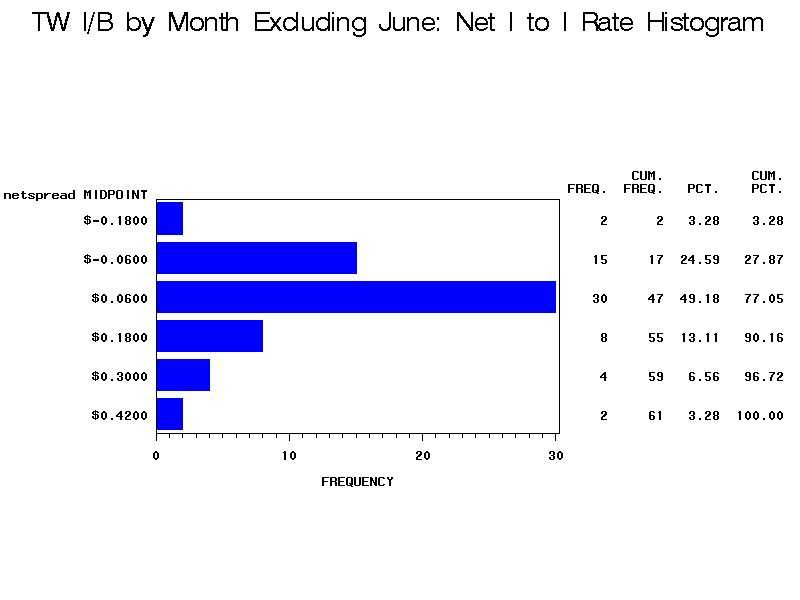 TW I/B by Month Excluding June: Net I to I Rate Histogram
netspread MIDPOINT FREQ. CUM. FREQ. PCT. CUM. PCT.
$-0.1800 2 2 3.28 3.28
$-0.0600 15 17 24.59 27.87
$0.0600 30 47 49.18 77.05
$0.1800 8 55 13.11 90.16
$0.3000 4 59 6.56 96.72
$0.4200 2 61 3.28 100.00
0 10 20 30
FREQUENCY